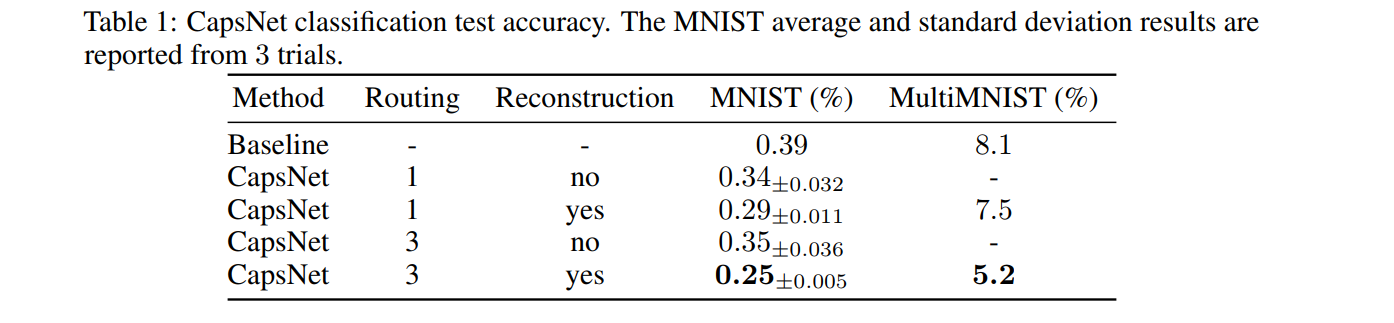 Table 1: CapsNet classification test accuracy. The MNIST average and standard deviation results are
reported from 3 trials.
Method Routing Reconstruction MNIST (%) MultiMNIST (%)
Baseline - - 0.39 8.1
CapsNet 1 no 0.34±0.032 -
CapsNet 1 yes 0.29±0.011 7.5
CapsNet 3 no 0.35±0.036 -
CapsNet 3 yes 0.25±0.005 5.2